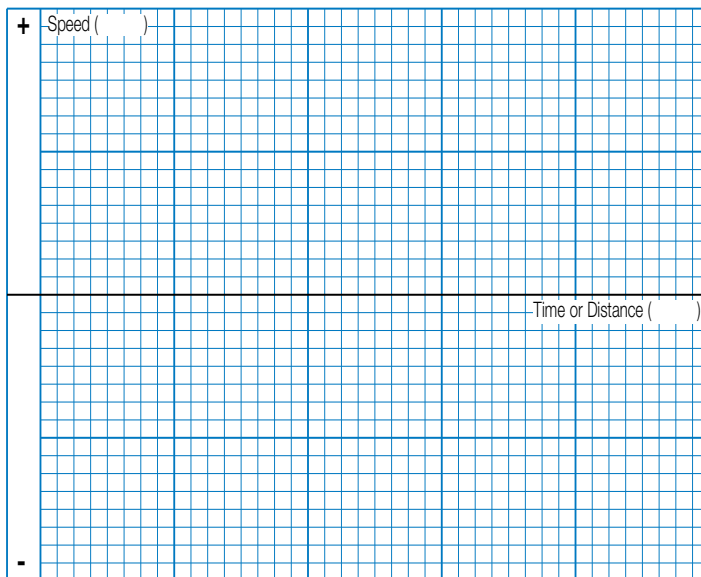 + Speed (       )
Time or Distance (       )
-